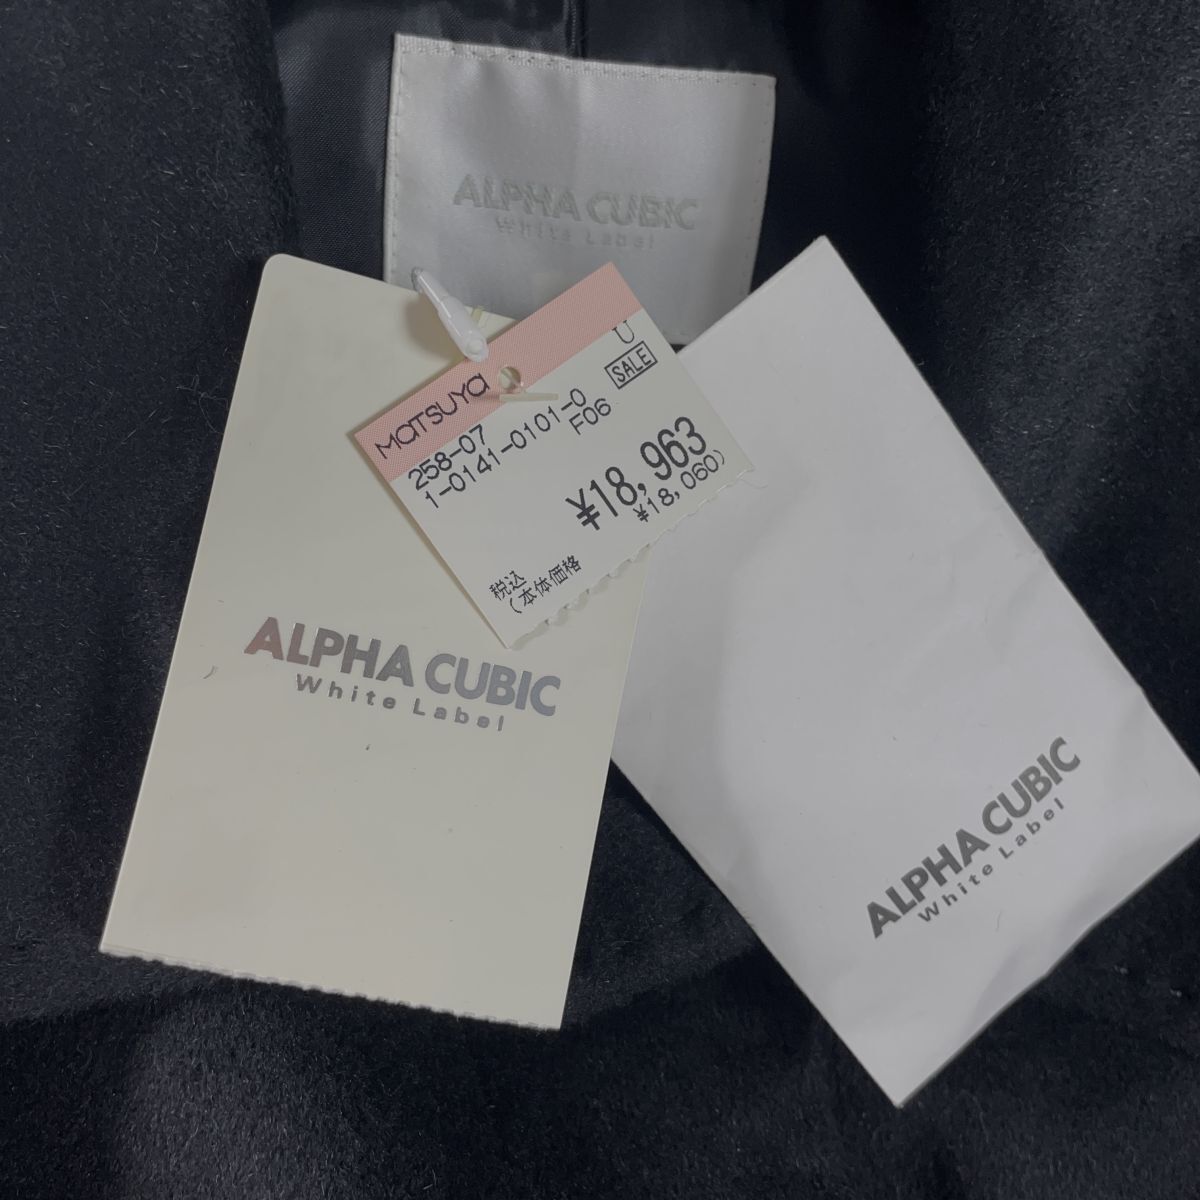 ALPHA CUBIC
White Label
MATSUYA
U
SALE
258-07
1-0141-0101-0
F06
¥18,963
¥18,060)
税込
(本体価格
ALPHA CUBIC
White Label
ALPHA CUBIC
White Label